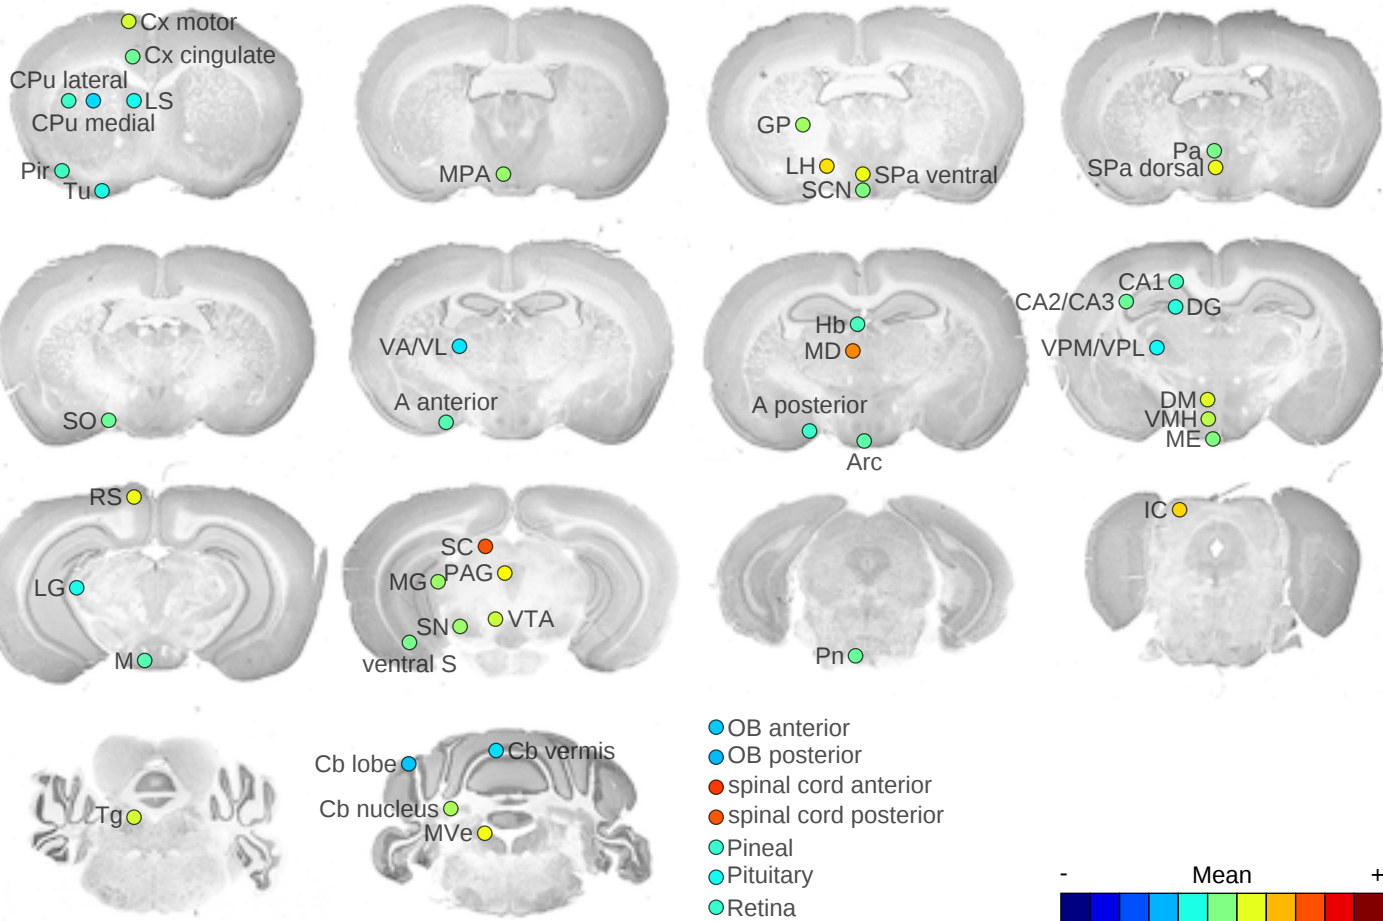 Cx motor
Cx cingulate
CPu lateral
LS
CPu medial
Pir
Tu
MPA
GP
LH
SPa ventral
SCN
Pa
SPa dorsal
SO
VA/VL
A anterior
Hb
MD
A posterior
Arc
CA1
CA2/CA3
DG
VPM/VPL
DM
VMH
ME
RS
LG
M
SC
PAG
MG
VTA
SN
ventral S
Pn
IC
Tg
Cb lobe
Cb vermis
Cb nucleus
MVe
OB anterior
OB posterior
spinal cord anterior
spinal cord posterior
Pineal
Pituitary
Retina
- Mean +